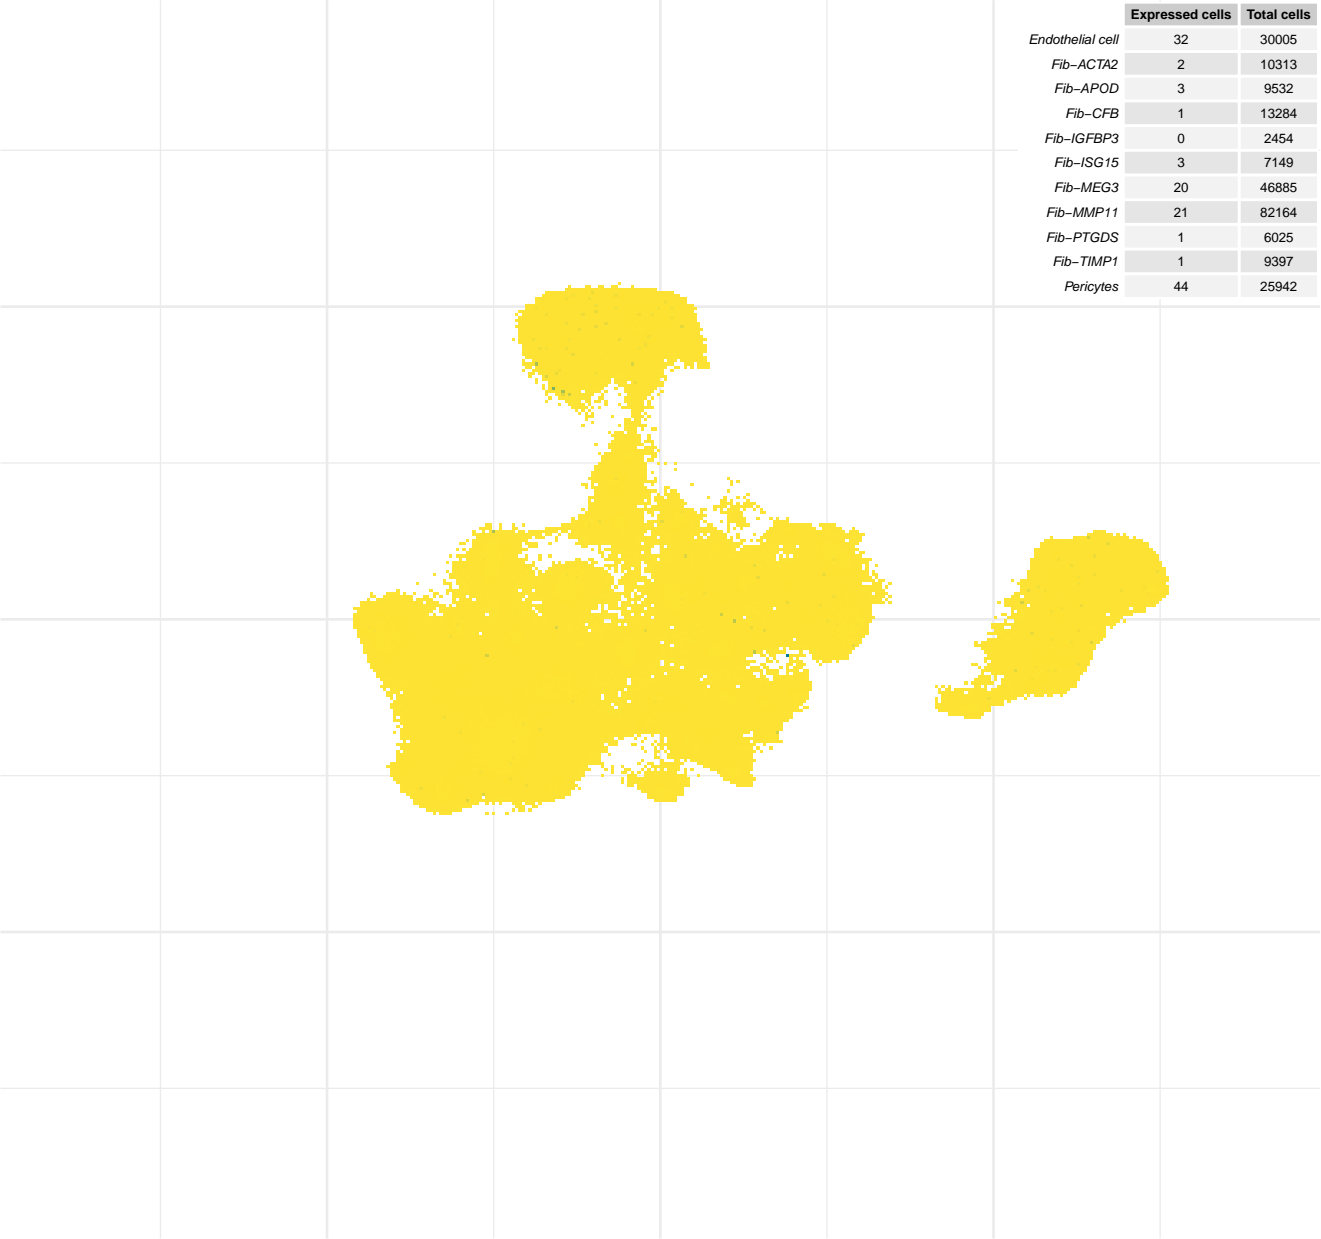 Expressed cells Total cells
Endothelial cell 32 30005
Fib−ACTA2 2 10313
Fib−APOD 3 9532
Fib−CFB 1 13284
Fib−IGFBP3 0 2454
Fib−ISG15 3 7149
Fib−MEG3 20 46885
Fib−MMP11 21 82164
Fib−PTGDS 1 6025
Fib−TIMP1 1 9397
Pericytes 44 25942